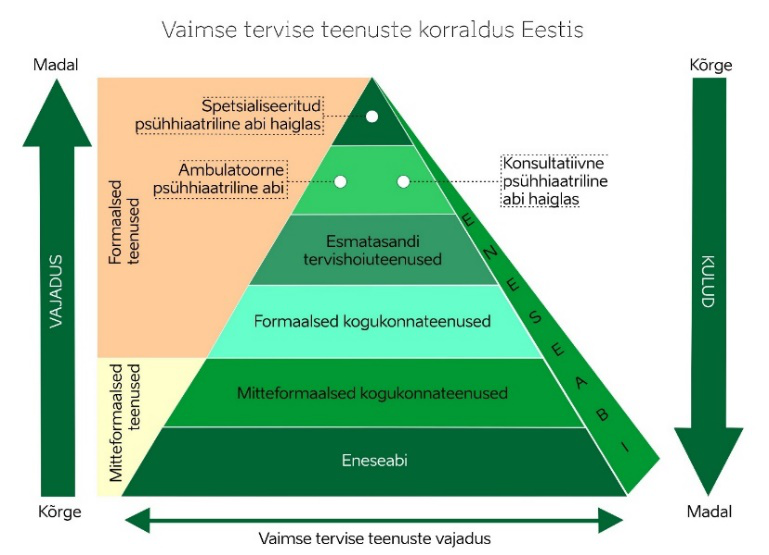 Vaimse tervise teenuste korraldus Eestis
Madal
Kõrge
Spetsialiseeritud
psühhiaatriline abi haiglas
Ambulatoorne
psühhiaatriline abi
Konsultatiivne
psühhiaatriline
abi haiglas
Formaalsed
teenused
VAJADUS
KULUD
Esmatasandi
tervishoiuteenused
Formaalsed kogukonnateenused
ENESEABI
Mitteformaalsed
teenused
Mitteformaalsed kogukonnateenused
Eneseabi
Kõrge
Madal
Vaimse tervise teenuste vajadus